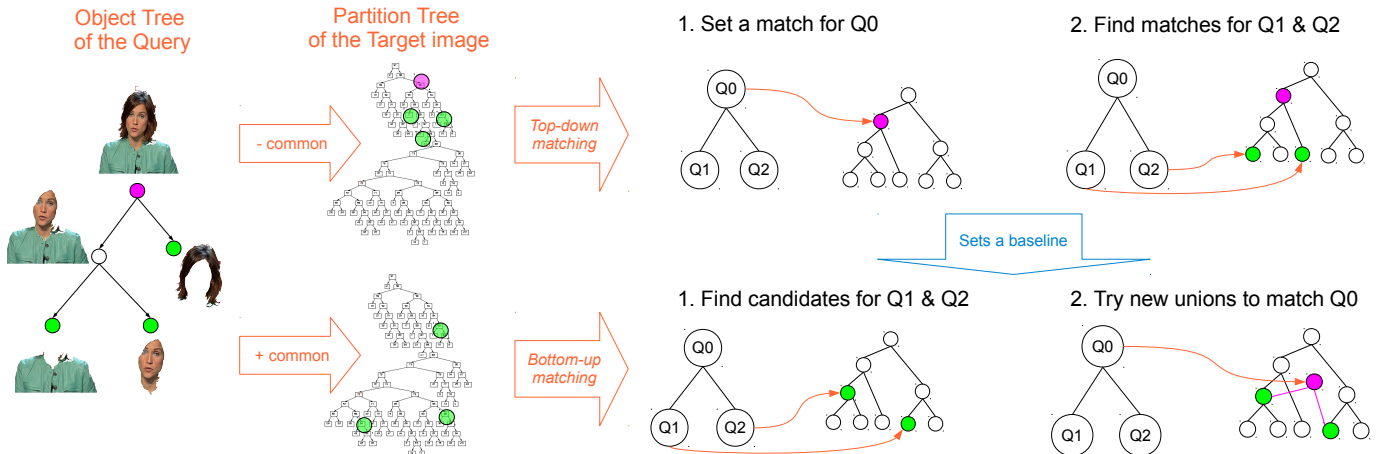 Object Tree
of the Query
Partition Tree
of the Target image
1. Set a match for Q0
2. Find matches for Q1 & Q2
- common
Top-down
matching
Q0
Q1
Q2
Q0
Q1
Q2
Sets a baseline
1. Find candidates for Q1 & Q2
2. Try new unions to match Q0
+ common
Bottom-up
matching
Q0
Q1
Q2
Q0
Q1
Q2